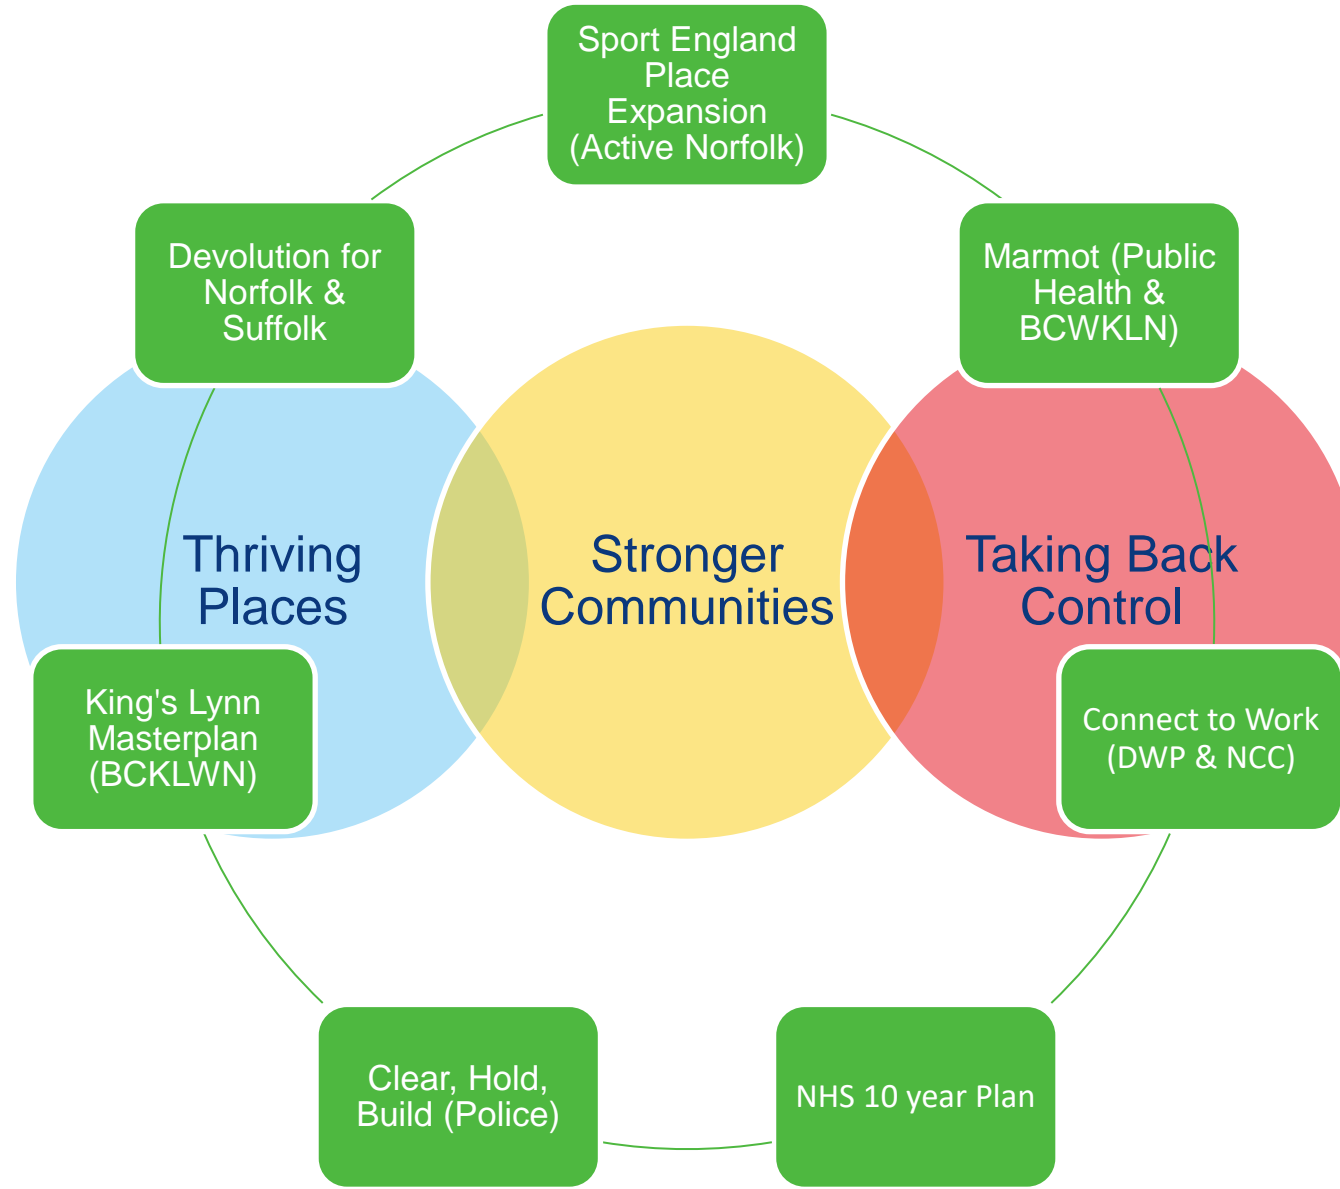 Sport England
Place
Expansion
(Active Norfolk)
Devolution for
Norfolk &
Suffolk
Marmot (Public
Health &
BCWKLN)
Thriving
Places
Stronger
Communities
Taking Back
Control
King's Lynn
Masterplan
(BCKLWN)
Connect to Work
(DWP & NCC)
Clear, Hold,
Build (Police)
NHS 10 year Plan